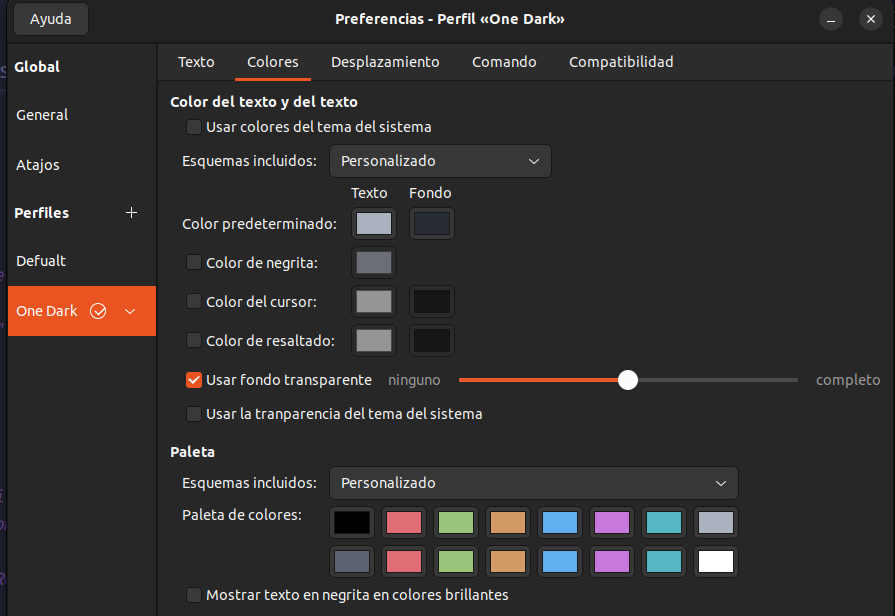 Ayuda
Preferencias - Perfil «One Dark»
Global
General
Atajos
Perfiles
Defualt
One Dark
Texto Colores Desplazamiento Comando Compatibilidad
Color del texto y del texto
Usar colores del tema del sistema
Esquemas incluidos: Personalizado
Texto Fondo
Color predeterminado:
Color de negrita:
Color del cursor:
Color de resaltado:
Usar fondo transparente ninguno completo
Usar la tranparencia del tema del sistema
Paleta
Esquemas incluidos: Personalizado
Paleta de colores:
Mostrar texto en negrita en colores brillantes